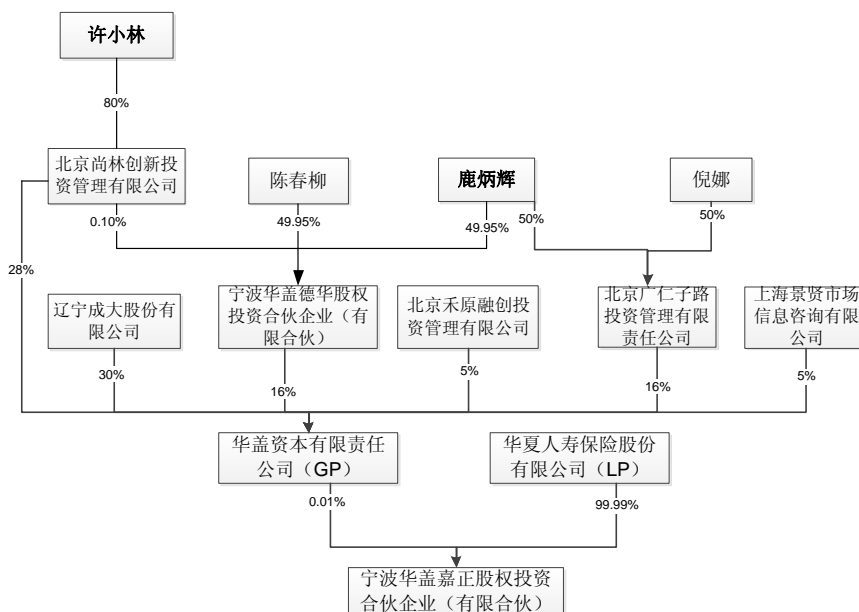 许小林
80%
北京尚林创新投
资管理有限公司
陈春柳
鹿炳辉
倪娜
0.10%
49.95%
49.95%
50%
50%
28%
辽宁成大股份有
限公司
宁波华盖德华股权
投资合伙企业（有
限合伙）
北京禾原融创投
资管理有限公司
北京广仁子路
投资管理有限
责任公司
上海景贤市场
信息咨询有限
公司
30%
16%
5%
16%
5%
华盖资本有限责任
公司（GP）
华夏人寿保险股份
有限公司（LP）
0.01%
99.99%
宁波华盖嘉正股权投资
合伙企业（有限合伙）